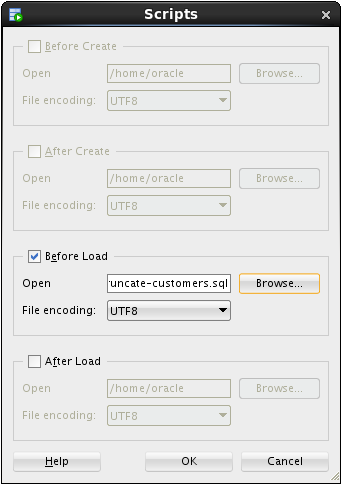 Scripts
Before Create
Open /home/oracle Browse...
File encoding: UTF8
After Create
Open /home/oracle Browse...
File encoding: UTF8
Before Load
Open runcate-customers.sql Browse...
File encoding: UTF8
After Load
Open /home/oracle Browse...
File encoding: UTF8
Help OK Cancel